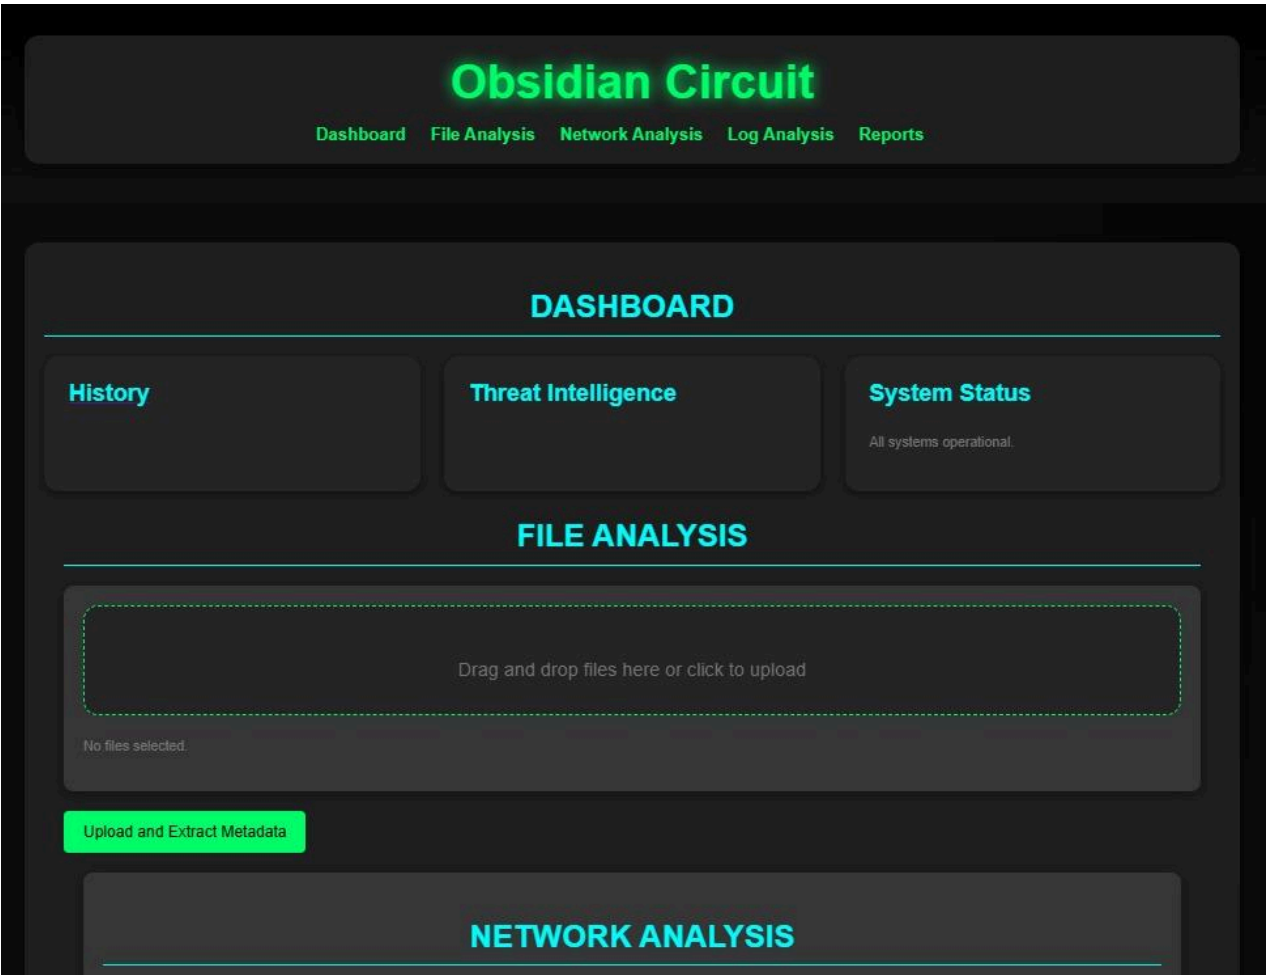 Obsidian Circuit
Dashboard File Analysis Network Analysis Log Analysis Reports
DASHBOARD
History
Threat Intelligence
System Status
All systems operational.
FILE ANALYSIS
Drag and drop files here or click to upload
No files selected.
Upload and Extract Metadata
NETWORK ANALYSIS